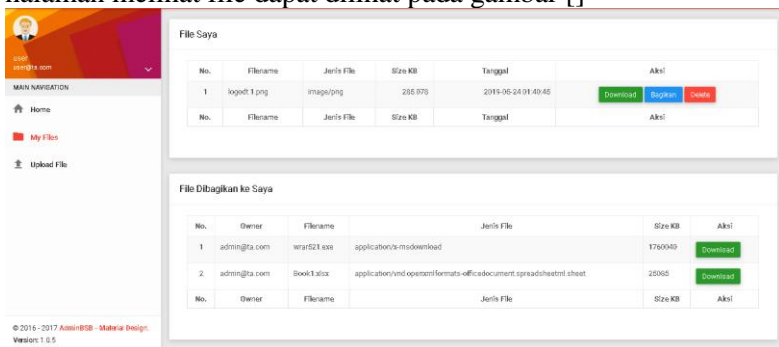 halaman melihat file dapat dilihat pada gambar []
user
user@ta.com
MAIN NAVIGATION
Home
My Files
Upload File
© 2016 - 2017 AdminBSB - Material Design.
Version: 1.0.5
File Saya
No. Filename Jenis File Size KB Tanggal Aksi
1 logodt 1.png image/png 285.978 2019-06-24 01:40:45 Download Bagikan Delete
No. Filename Jenis File Size KB Tanggal Aksi
File Dibagikan ke Saya
No. Owner Filename Jenis File Size KB Aksi
1 admin@ta.com wrar521.exe application/x-msdownload 1760040 Download
2 admin@ta.com Book1.xlsx application/vnd.openxmlformats-officedocument.spreadsheetml.sheet Download
No. Owner Filename Jenis File Size KB Aksi